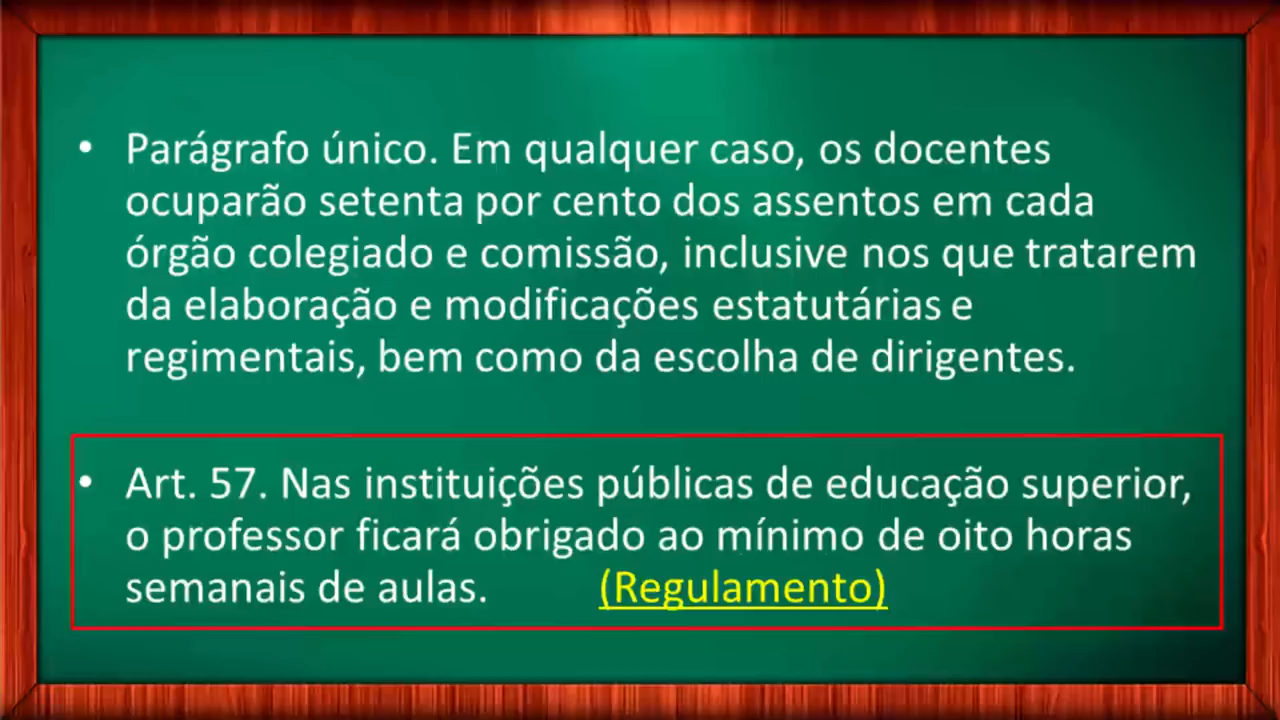 • Parágrafo único. Em qualquer caso, os docentes
ocuparão setenta por cento dos assentos em cada
órgão colegiado e comissão, inclusive nos que tratarem
da elaboração e modificações estatutárias e
regimentais, bem como da escolha de dirigentes.
• Art. 57. Nas instituições públicas de educação superior,
o professor ficará obrigado ao mínimo de oito horas
semanais de aulas. (Regulamento)